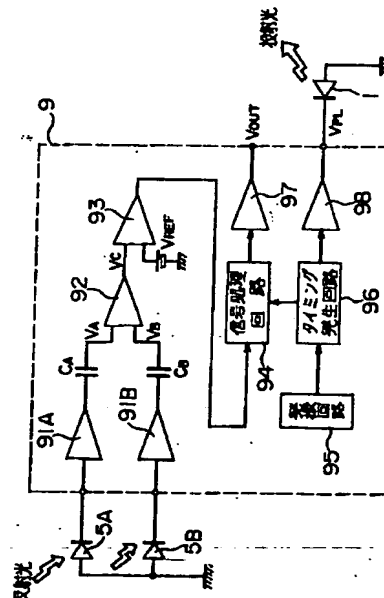 9
投射光
1
VPL
VOUT
98
97
93
VREF
VC
92
VA
VB
CA
CB
91A
91B
信号処理
回路
94
タイミング
発生回路
96
発振回路
95
5A
5B
反射光